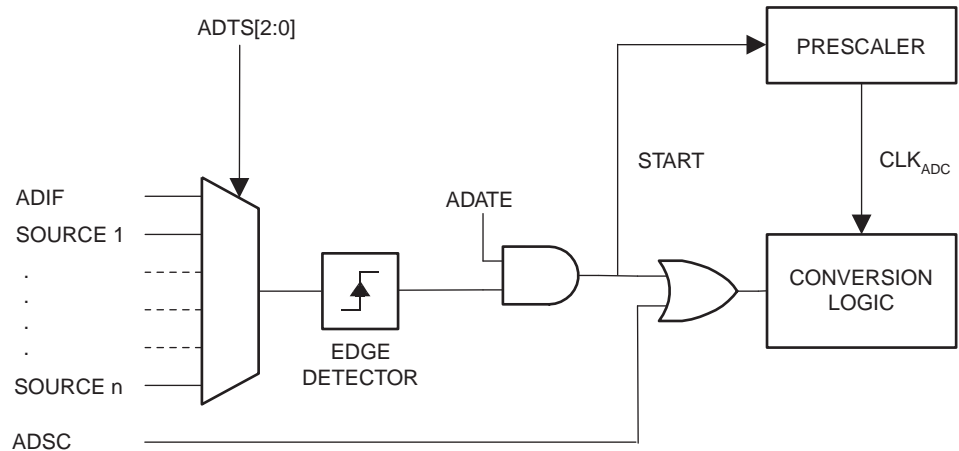 ADTS[2:0]
PRESCALER
START
CLKADC
ADIF
ADATE
SOURCE 1
.
.
.
.
CONVERSION
LOGIC
EDGE
DETECTOR
SOURCE n
ADSC